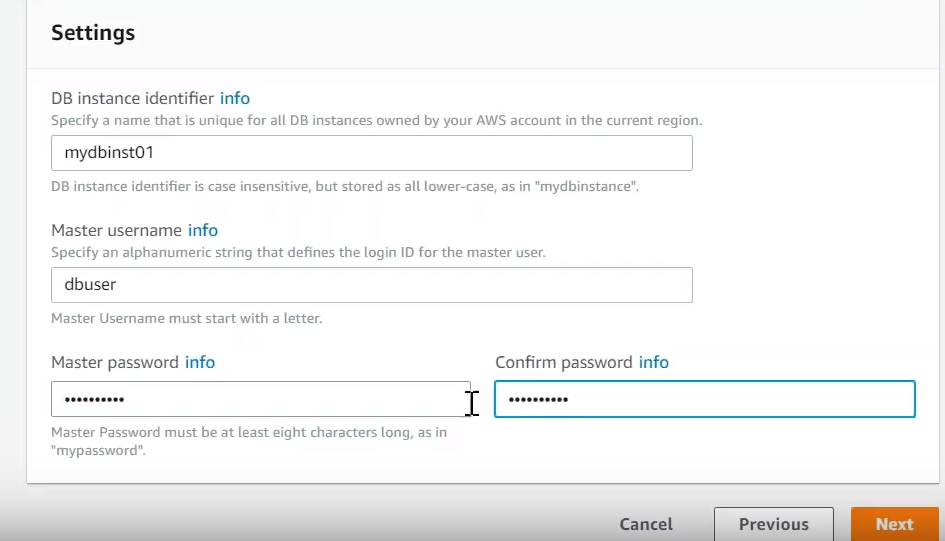 Settings
DB instance identifier info
Specify a name that is unique for all DB instances owned by your AWS account in the current region.
mydbinst01
DB instance identifier is case insensitive, but stored as all lower-case, as in "mydbinstance".
Master username info
Specify an alphanumeric string that defines the login ID for the master user.
dbuser
Master Username must start with a letter.
Master password info
Confirm password info
••••••••••
••••••••••
Master Password must be at least eight characters long, as in
"mypassword".
Cancel
Previous
Next